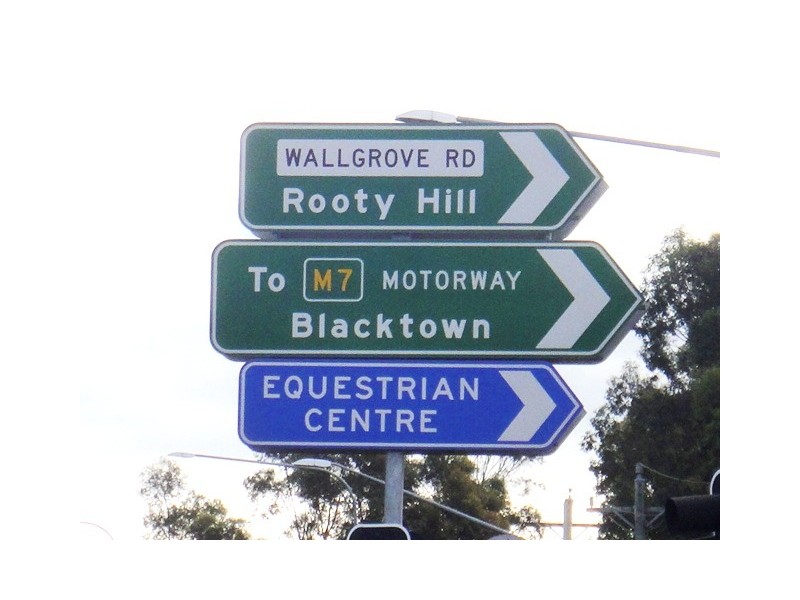 WALLGROVE RD
Rooty Hill
To M7 MOTORWAY
Blacktown
EQUESTRIAN
CENTRE